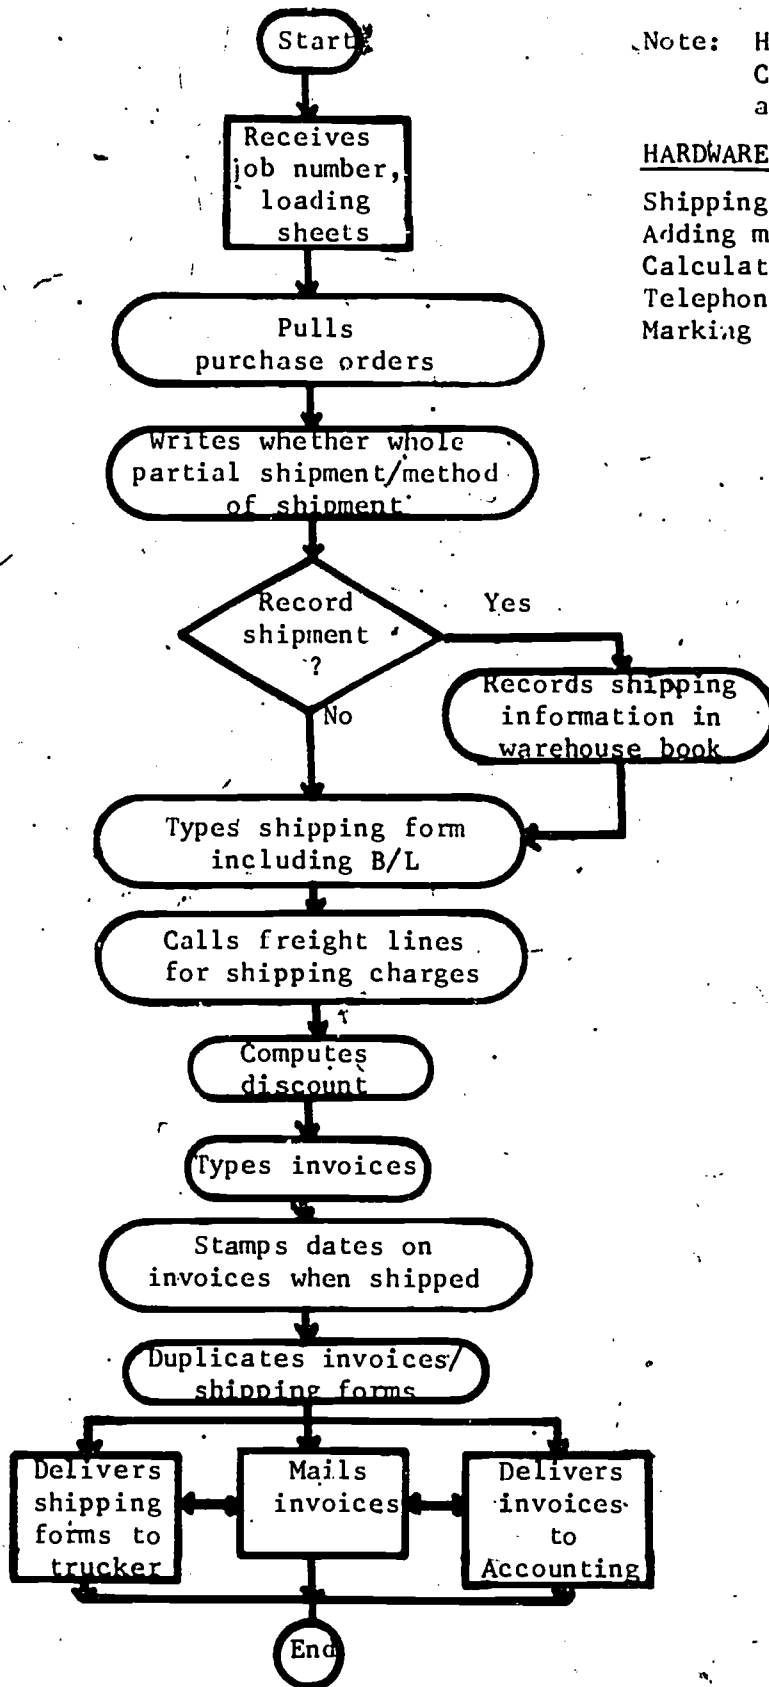 Start
Note: H
C
a
HARDWARE
Shipping
Adding m
Calculat
Telephon
Marking
Receives
job number,
loading
sheets
Pulls
purchase orders
Writes whether whole
partial shipment/method
of shipment
Record
shipment
?
Yes
No
Records shipping
information in
warehouse book
Types shipping form
including B/L
Calls freight lines
for shipping charges
Computes
discount
Types invoices
Stamps dates on
invoices when shipped
Duplicates invoices/
shipping forms
Delivers
shipping
forms to
trucker
Mails
invoices
Delivers
invoices
to
Accounting
End